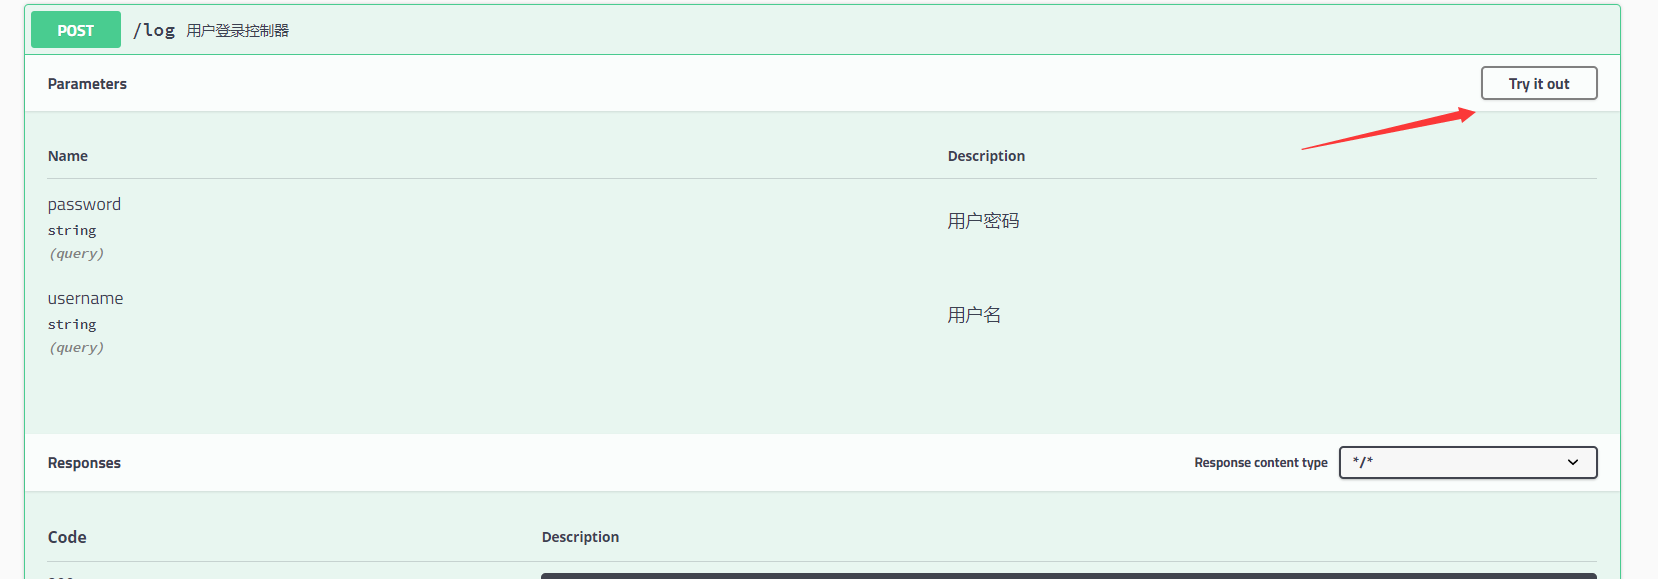 POST /log 用户登录控制器
Parameters Try it out
Name Description
password 用户密码
string
(query)
username 用户名
string
(query)
Responses Response content type */*
Code Description